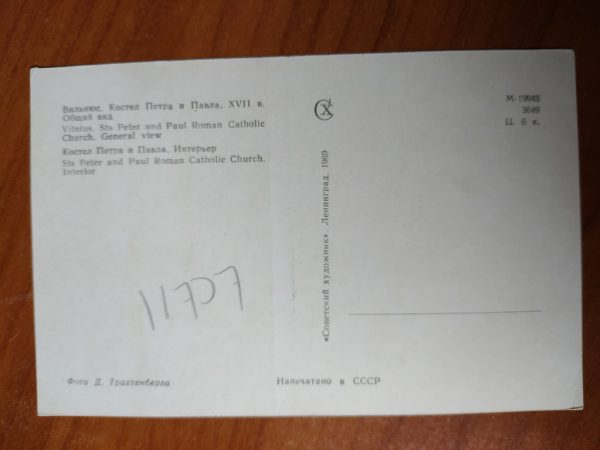 Вильнюс. Костел Петра и Павла. XVII в.
Общий вид
Vilnius. Sts Peter and Paul Roman Catholic
Church. General view
Костел Петра и Павла. Интерьер
Sts Peter and Paul Roman Catholic Church.
Interior
Фото Д. Трахтенберга
«Советский художник». Ленинград. 1969
Напечатано в СССР
М-19943
3649
Ц. 6 к.